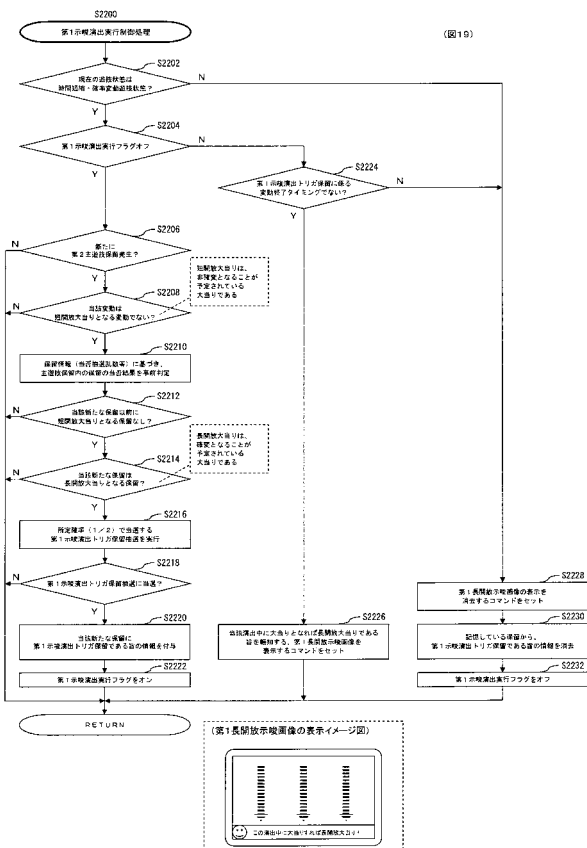 (図19)
S2200
第1示唆演出実行制御処理
S2202
現在の遊技状態は
時間短縮・確率変動遊技状態?
N
Y
S2204
第1示唆演出実行フラグオフ
N
Y
S2224
第1示唆演出トリガ保留に係る
変動終了タイミングでない?
N
Y
S2206
新たに
第2主遊技保留発生?
N
Y
短開放大当りは、
非確変となることが
予定されている
大当りである
S2208
当該変動は
短開放大当りとなる変動でない?
N
Y
S2210
保留情報(当否抽選乱数等)に基づき、
主遊技保留内の保留の当否結果を事前判定
S2212
当該新たな保留以前に
短開放大当りとなる保留なし?
N
Y
長開放大当りは、
確変となることが
予定されている
大当りである
S2214
当該新たな保留は
長開放大当りとなる保留?
N
Y
S2216
所定確率(1/2)で当選する
第1示唆演出トリガ保留抽選を実行
S2218
第1示唆演出トリガ保留抽選に当選?
N
Y
S2220
当該新たな保留に
第1示唆演出トリガ保留である旨の情報を付与
S2222
第1示唆演出実行フラグをオン
S2226
当該演出中に大当りとなれば長開放大当りである
旨を報知する、第1長開放示唆画像を
表示するコマンドをセット
S2228
第1長開放示唆画像の表示を
消去するコマンドをセット
S2230
記憶している保留から、
第1示唆演出トリガ保留である旨の情報を消去
S2232
第1示唆演出実行フラグをオフ
RETURN
(第1長開放示唆画像の表示イメージ図)
この演出中に大当りすれば長開放大当り!